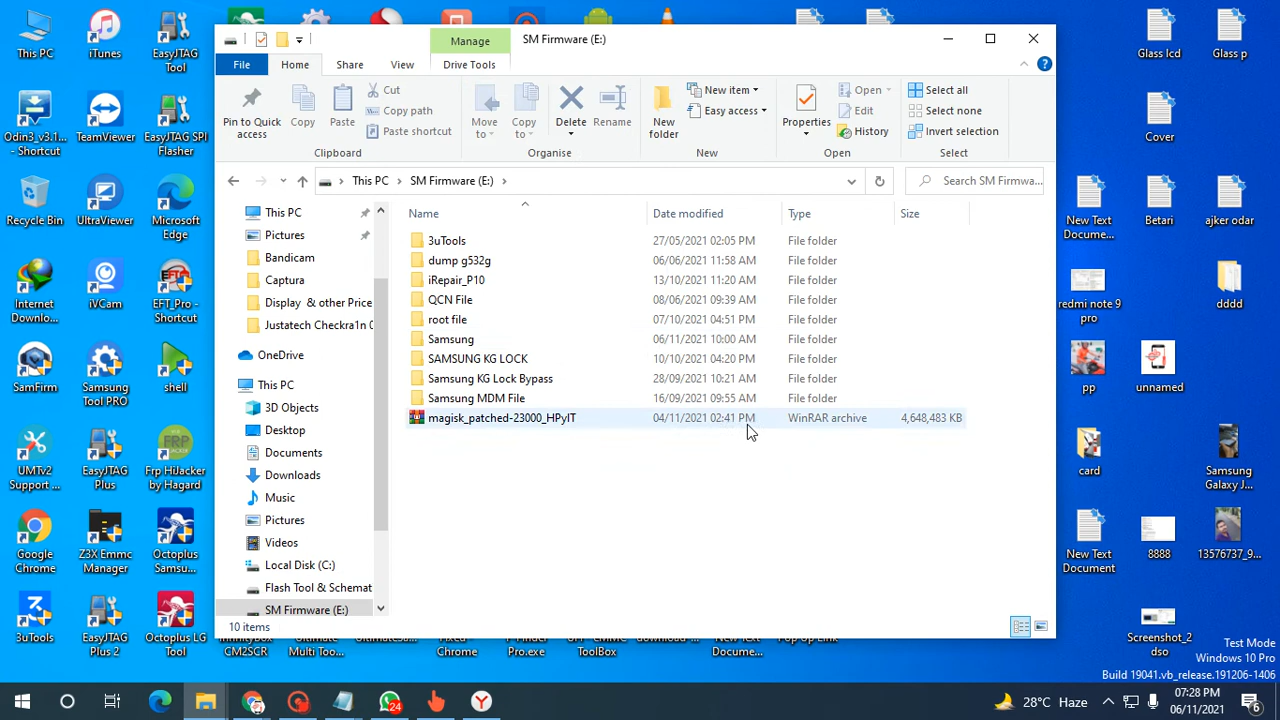 Manage
SM Firmware (E:)
File
Home
Share
View
Drive Tools
Pin to Quick access
Copy
Paste
Cut
Copy path
Paste shortcut
Clipboard
Move to
Copy to
Delete
Rename
Organise
New folder
New item
Easy access
New
Properties
Open
Edit
History
Open
Select all
Select none
Invert selection
Select
This PC
SM Firmware (E:)
Search SM Firmwa...
Name
Date modified
Type
Size
3uTools 27/05/2021 02:05 PM File folder
dump g532g 06/06/2021 11:58 AM File folder
iRepair_P10 13/10/2021 11:20 AM File folder
QCN File 08/06/2021 09:39 AM File folder
root file 07/10/2021 04:51 PM File folder
Samsung 06/11/2021 10:00 AM File folder
SAMSUNG KG LOCK 10/10/2021 04:20 PM File folder
Samsung KG Lock Bypass 28/09/2021 10:21 AM File folder
Samsung MDM File 16/09/2021 09:55 AM File folder
magisk_patched-23000_HPyIT 04/11/2021 02:41 PM WinRAR archive 4,648,483 KB
This PC
Pictures
Bandicam
Captura
Display & other Price
Justatech Checkra1n
OneDrive
This PC
3D Objects
Desktop
Documents
Downloads
Music
Pictures
Videos
Local Disk (C:)
Flash Tool & Schemat
SM Firmware (E:)
10 items
This PC
iTunes
EasyJTAG Tool
Odin3_v3.1... - Shortcut
TeamViewer
EasyJTAG SPI Flasher
Recycle Bin
UltraViewer
Microsoft Edge
Internet Downlo...
iVCam
EFT_Pro - Shortcut
SamFirm
Samsung Tool PRO
shell
UMTv2 Support
EasyJTAG Plus
Frp HiJacker by Hagard
Google Chrome
Z3X Emmc Manager
Octoplus Samsu...
3uTools
EasyJTAG Plus 2
Octoplus LG Tool
CM2SCR
Multi Too...
Chrome
Pro.exe
ToolBox
Docume...
Glass lcd
Glass p
Cover
New Text Docume...
Betari
ajker odar
redmi note 9 pro
dddd
pp
unnamed
card
Samsung Galaxy J...
New Text Document
8888
13576737_9...
Screenshot_2 dso
Test Mode
Windows 10 Pro
Build 19041.vb_release.191206-1406
24
28°C Haze
07:28 PM
06/11/2021
6